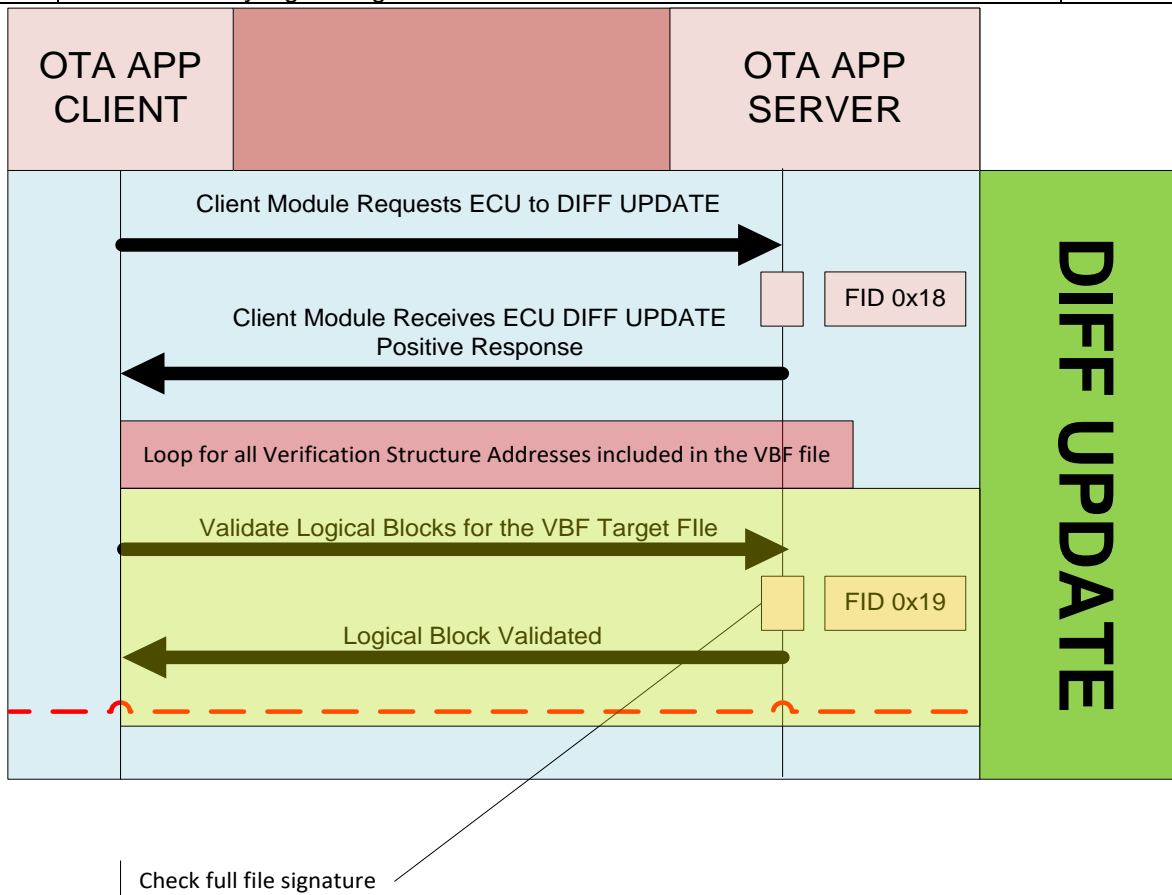 OTA APP
CLIENT
OTA APP
SERVER
Client Module Requests ECU to DIFF UPDATE
FID 0x18
Client Module Receives ECU DIFF UPDATE
Positive Response
Loop for all Verification Structure Addresses included in the VBF file
Validate Logical Blocks for the VBF Target FIle
FID 0x19
Logical Block Validated
DIFF UPDATE
Check full file signature